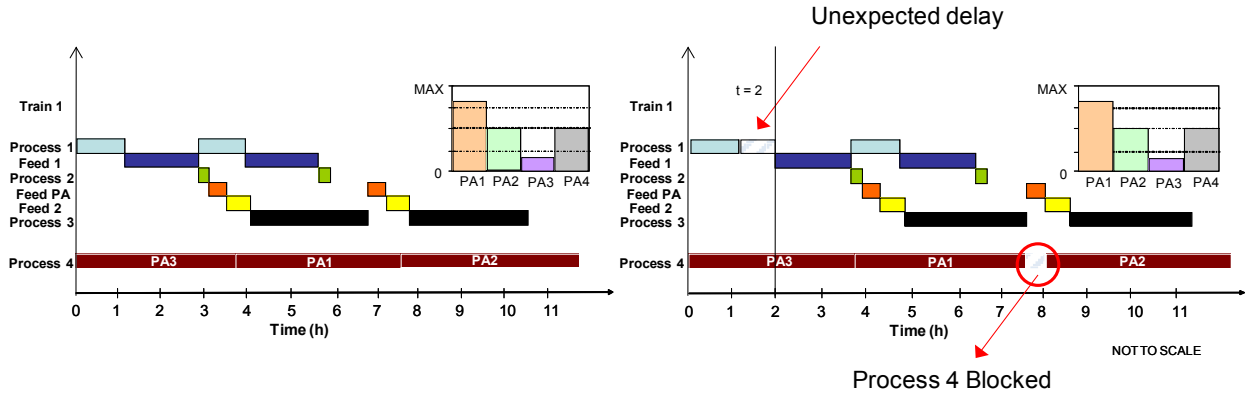 Unexpected delay
MAX
0
PA1 PA2 PA3 PA4
Train 1
Process 1
Feed 1
Process 2
Feed PA
Feed 2
Process 3
Process 4
PA3 PA1 PA2
0 1 2 3 4 5 6 7 8 9 10 11
Time (h)
t = 2
MAX
0
PA1 PA2 PA3 PA4
Train 1
Process 1
Feed 1
Process 2
Feed PA
Feed 2
Process 3
Process 4
PA3 PA1 PA2
0 1 2 3 4 5 6 7 8 9 10 11
Time (h)
NOT TO SCALE
Process 4 Blocked